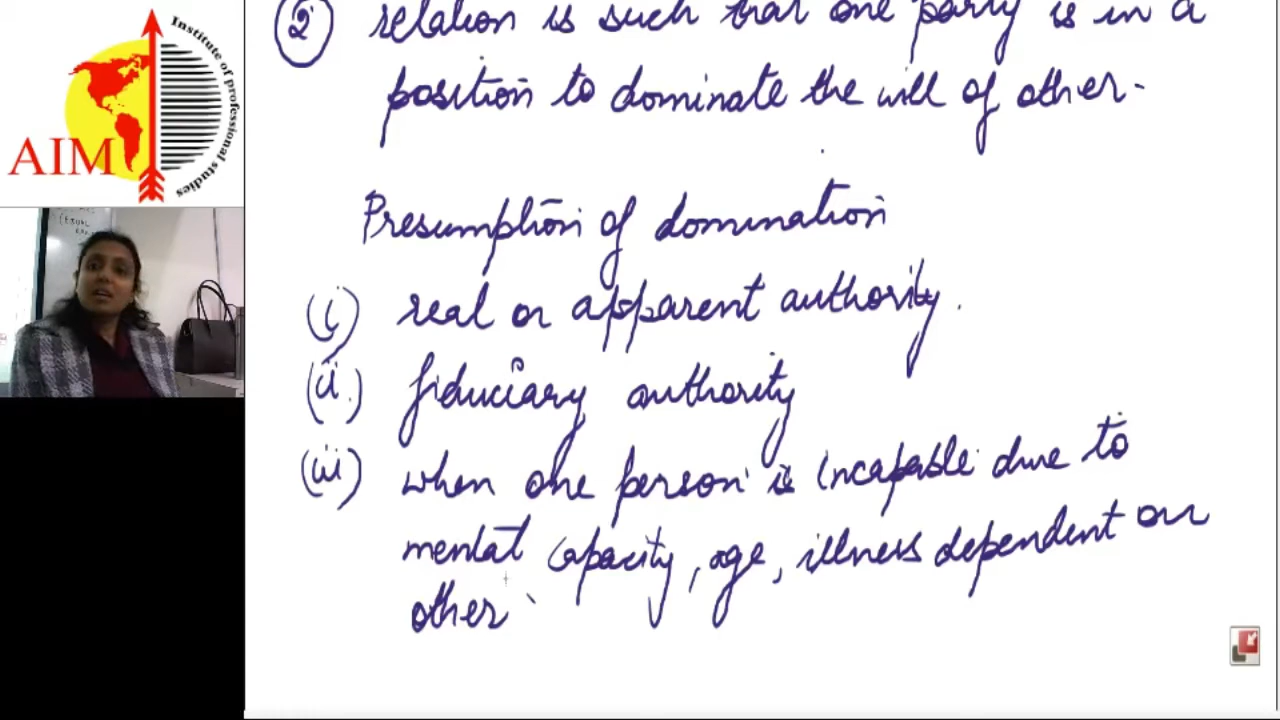 Institute of professional studies
AIM
(2) relation is such that one party is in a
position to dominate the will of other.
Presumption of domination
(i) real or apparent authority.
(ii) fiduciary authority
(iii) when one person is incapable due to
mental capacity, age, illness dependent on
other